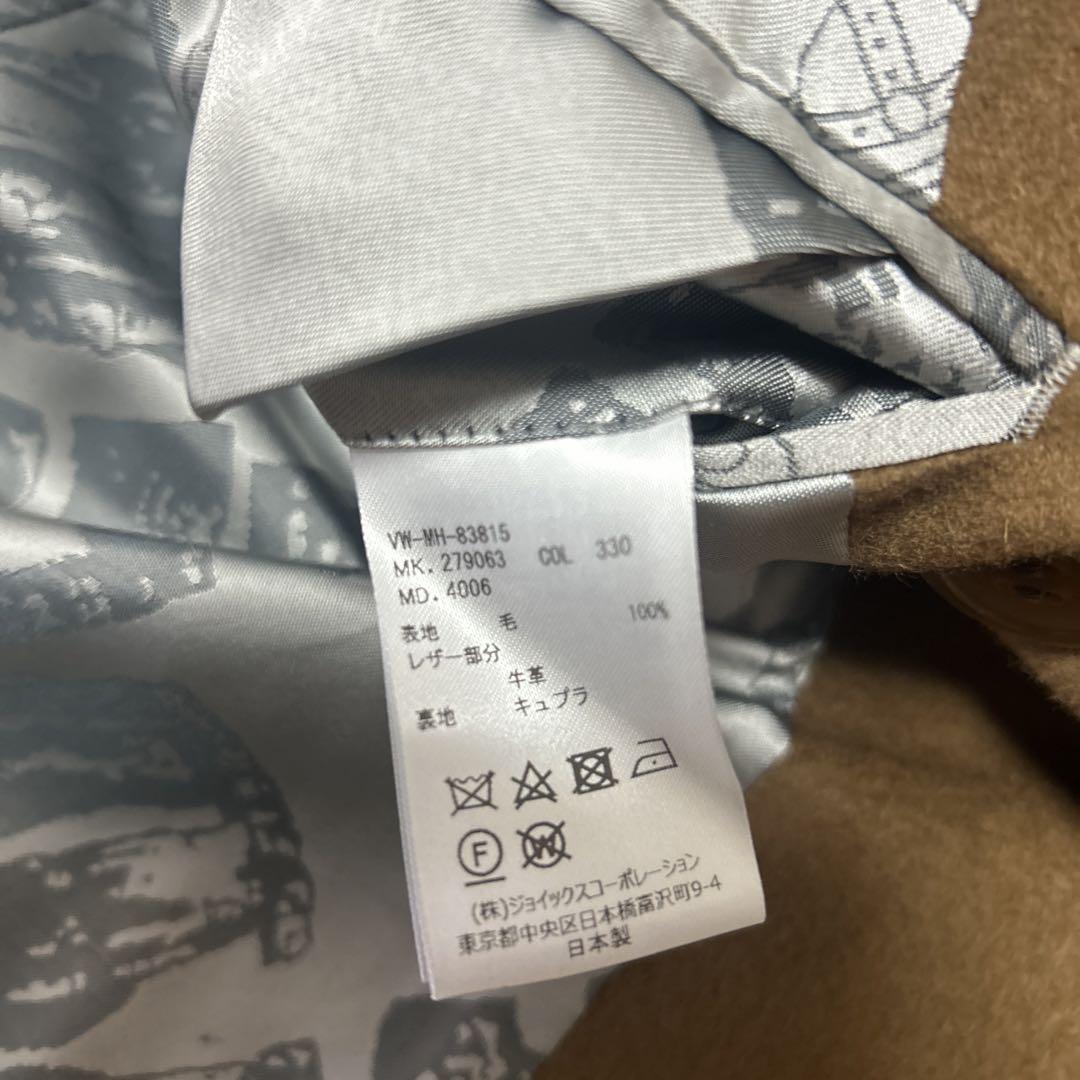 VW-MH-83815
MK. 279063 COL 330
MD. 4006
表地 毛 100%
レザー部分
牛革
裏地 キュプラ
F W
(株)ジョイックスコーポレーション
東京都中央区日本橋富沢町9-4
日本製